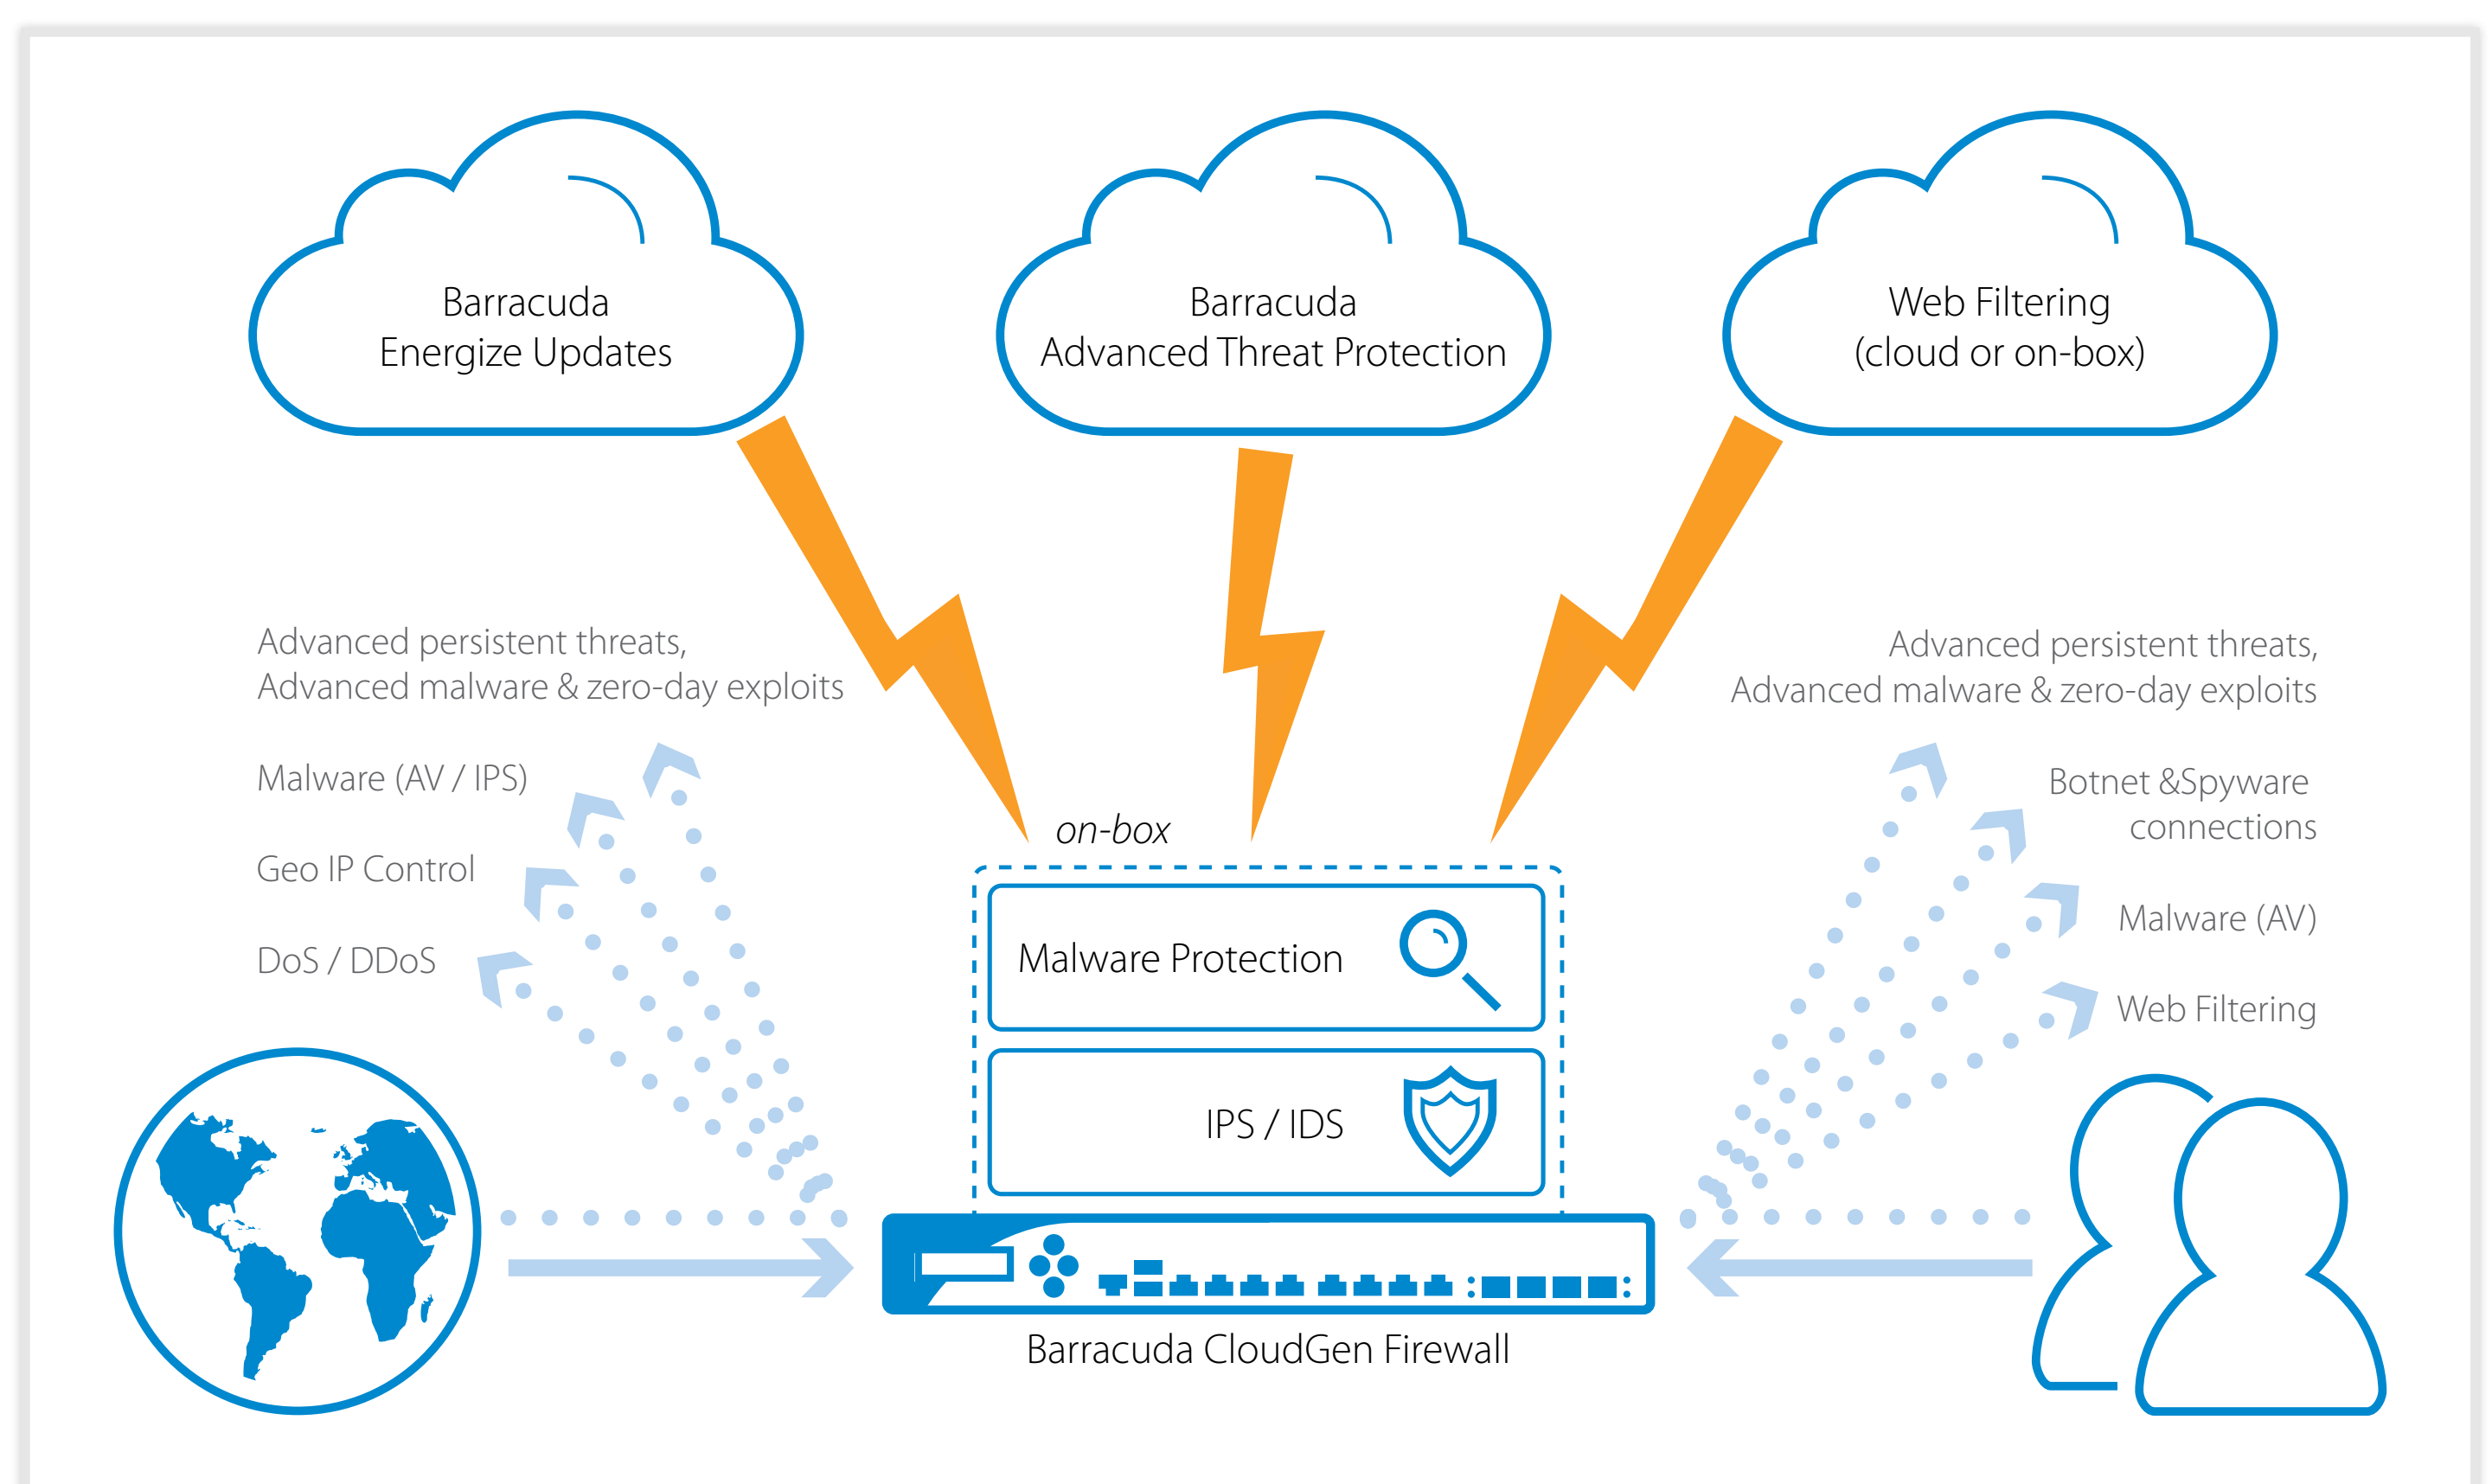 Barracuda
Energize Updates
Barracuda
Advanced Threat Protection
Web Filtering
(cloud or on-box)
Advanced persistent threats,
Advanced malware & zero-day exploits
Malware (AV / IPS)
Geo IP Control
DoS / DDoS
Advanced persistent threats,
Advanced malware & zero-day exploits
Botnet &Spyware
connections
Malware (AV)
Web Filtering
on-box
Malware Protection
IPS / IDS
Barracuda CloudGen Firewall